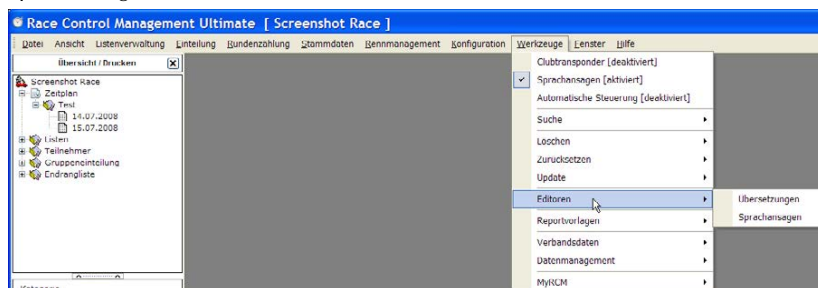 Race Control Management Ultimate [ Screenshot Race ]
Datei Ansicht Listenverwaltung Einteilung Rundenzählung Stammdaten Rennmanagement Konfiguration Werkzeuge Fenster Hilfe
Übersicht / Drucken
Screenshot Race
Zeitplan
Test
14.07.2008
15.07.2008
Listen
Teilnehmer
Gruppeneinteilung
Endrangliste
Clubtransponder [deaktiviert]
Sprachansagen [aktiviert]
Automatische Steuerung [deaktiviert]
Suche
Löschen
Zurücksetzen
Update
Editoren
Übersetzungen
Sprachansagen
Reportvorlagen
Verbandsdaten
Datenmanagement
MyRCM